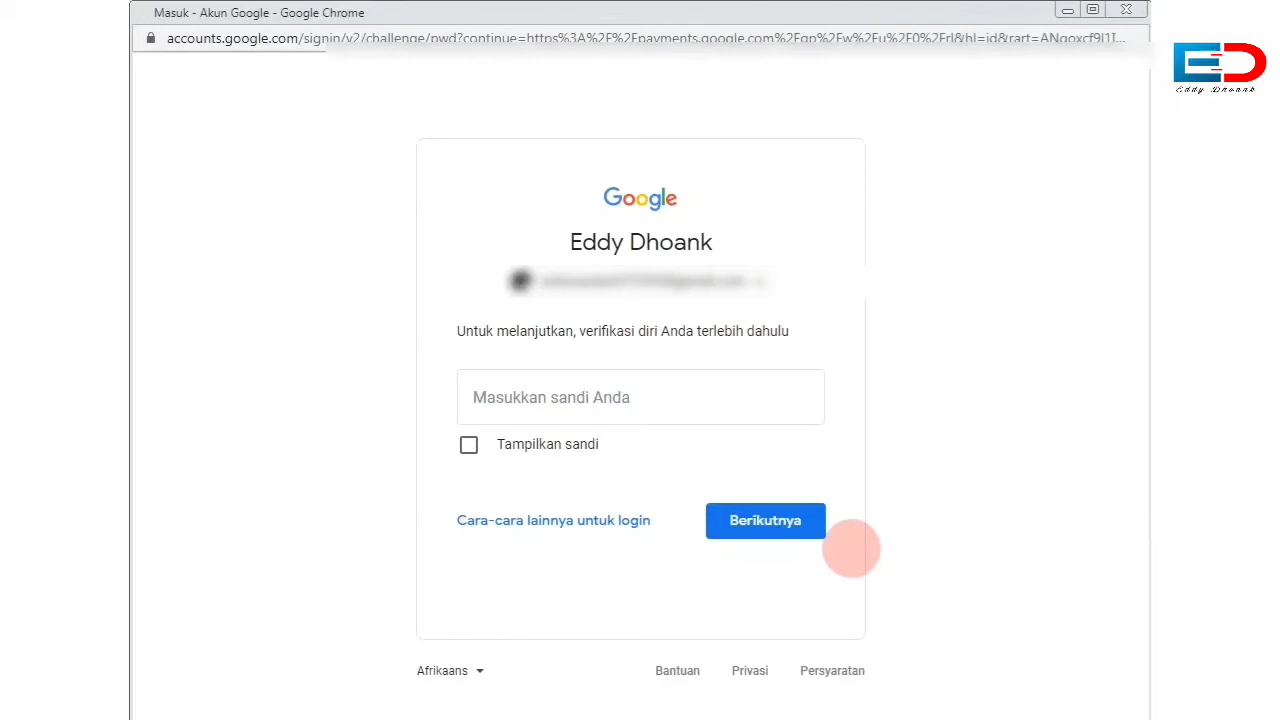 Masuk - Akun Google - Google Chrome
accounts.google.com/signin/v2/challenge/pwd?continue=https%3A%2F%2Fpayments.google.com%2Fgp%2Fw%2Fu%2F0%2Frl&hl=id&rart=ANgoxcf9I1I...
ED
Eddy Dhoank
Google
Eddy Dhoank
Untuk melanjutkan, verifikasi diri Anda terlebih dahulu
Masukkan sandi Anda
Tampilkan sandi
Cara-cara lainnya untuk login
Berikutnya
Afrikaans
Bantuan
Privasi
Persyaratan